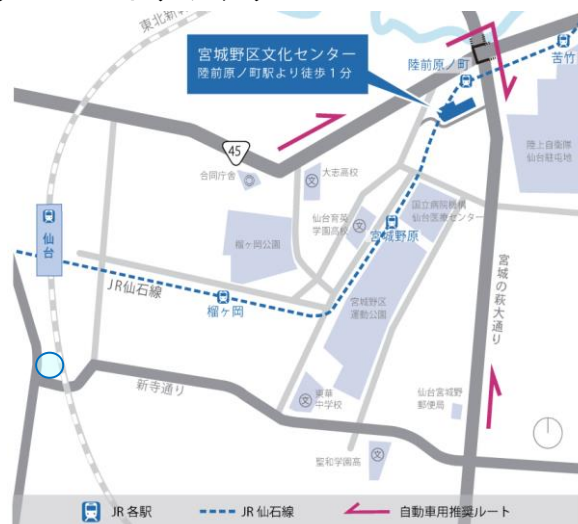 東北新
宮城野区文化センター
陸前原ノ町駅より徒歩1分
陸前原ノ町
苦竹
45
合同庁舎
文
大志高校
陸上自衛隊
仙台駐屯地
仙台
榴ヶ岡公園
仙台育英
学園高校
文
国立病院機構
仙台医療センター
宮城野原
JR仙石線
榴ヶ岡
宮城野区
運動公園
宮城の萩大通り
新寺通り
東華
中学校
文
仙台宮城野
郵便局
聖和学園高
文
JR 各駅
JR 仙石線
自動車用推奨ルート